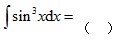 ∫sin³xdx= （ ）